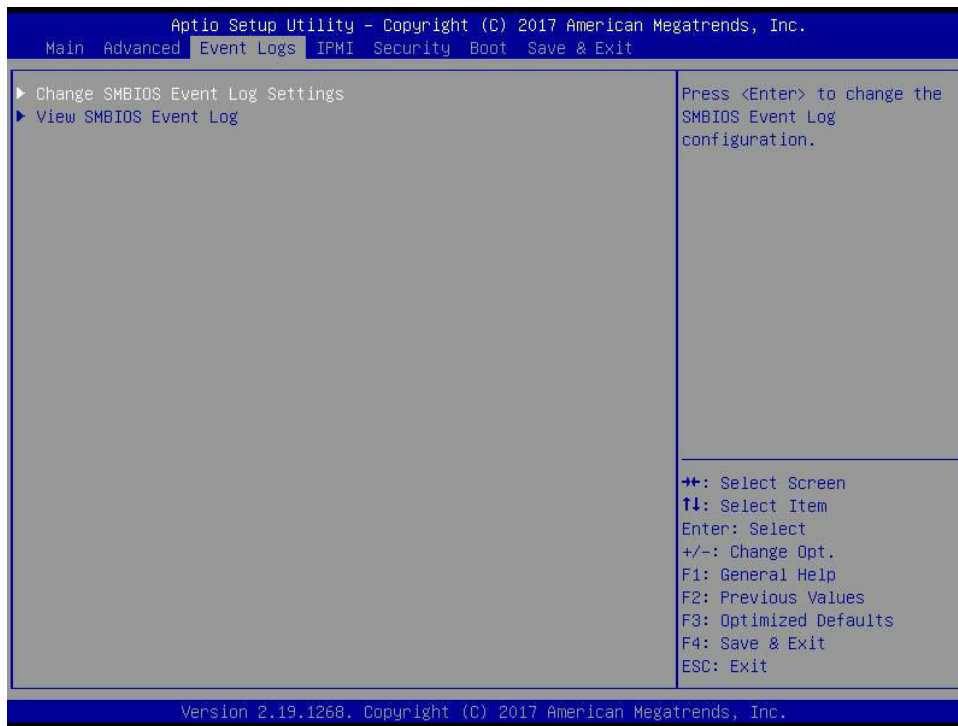 Aptio Setup Utility – Copyright (C) 2017 American Megatrends, Inc.
Main Advanced Event Logs IPMI Security Boot Save & Exit
▶ Change SMBIOS Event Log Settings
▶ View SMBIOS Event Log
Press <Enter> to change the
SMBIOS Event Log
configuration.
→←: Select Screen
↑↓: Select Item
Enter: Select
+/-: Change Opt.
F1: General Help
F2: Previous Values
F3: Optimized Defaults
F4: Save & Exit
ESC: Exit
Version 2.19.1268. Copyright (C) 2017 American Megatrends, Inc.